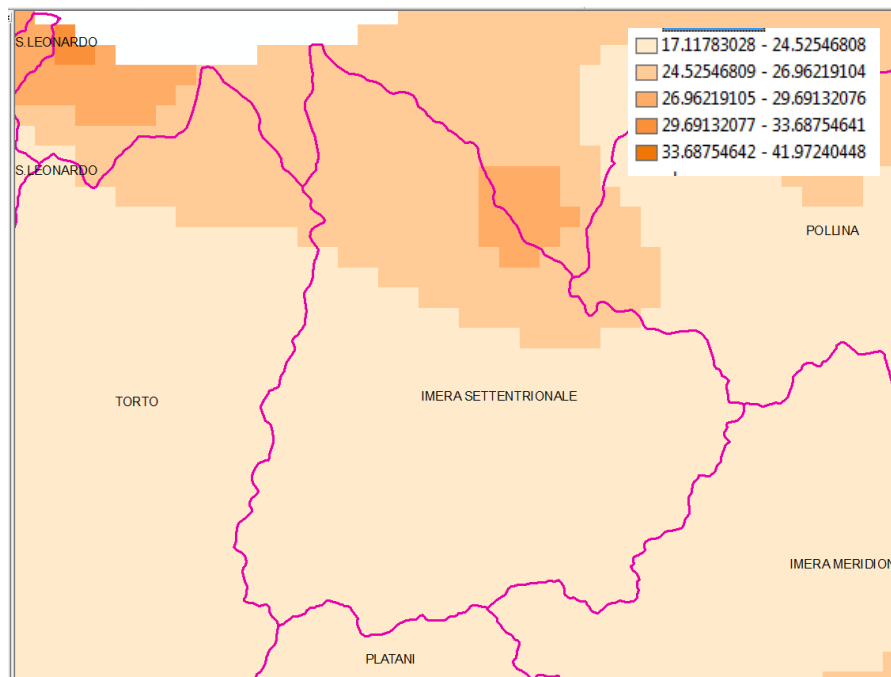 S.LEONARDO
17.11783028 - 24.52546808
24.52546809 - 26.96219104
26.96219105 - 29.69132076
29.69132077 - 33.68754641
33.68754642 - 41.97240448
S.LEONARDO
POLLINA
TORTO
IMERA SETTENTRIONALE
IMERA MERIDION
PLATANI